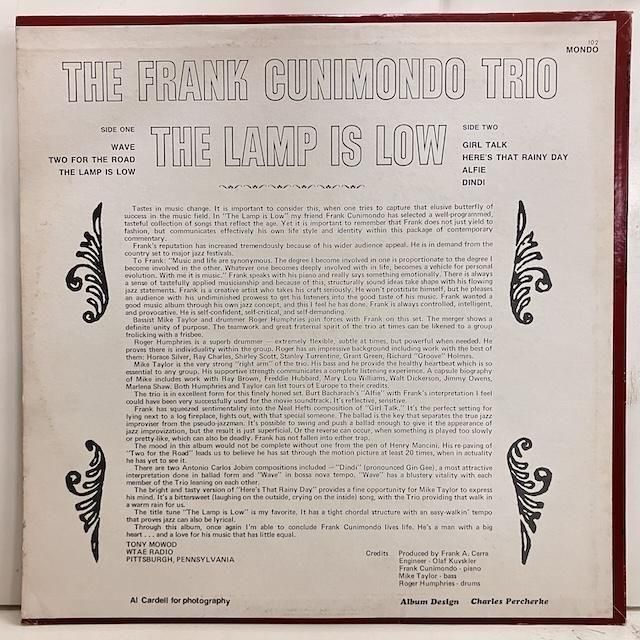 102
MONDO
THE FRANK CUNIMONDO TRIO
THE LAMP IS LOW
SIDE ONE
WAVE
TWO FOR THE ROAD
THE LAMP IS LOW
SIDE TWO
GIRL TALK
HERE'S THAT RAINY DAY
ALFIE
DINDI
Tastes in music change. It is important to consider this, when one tries to capture that elusive butterfly of
success in the music field. In "The Lamp is Low" my friend Frank Cunimondo has selected a well-programmed,
tasteful collection of songs that reflect the age. Yet it is important to remember that Frank does not just yield to
fashion, but communicates effectively his own life style and identity within this package of contemporary
commentary.
Frank's reputation has increased tremendously because of his wider audience appeal. He is in demand from the
country set to major jazz festivals.
To Frank: "Music and life are synonymous. The degree I become involved in one is proportionate to the degree I
become involved in the other. Whatever one becomes deeply involved with in life, becomes a vehicle for personal
evolution. With me it is music." Frank speaks with his piano and really says something emotionally. There is always
a sense of tastefully applied musicianship and because of this, structurally sound ideas take shape with his flowing
jazz statements. Frank is a creative artist who takes his craft seriously. He won't prostitute himself, but he pleases
an audience with his undiminished prowess to get his listeners into the good taste of his music. Frank wanted a
good music album through his own jazz concept, and this I feel he has done. Frank is always controlled, intelligent,
and provocative. He is self-confident, self-critical, and self-demanding.
Bassist Mike Taylor and drummer Roger Humphries join forces with Frank on this set. The merger shows a
definite unity of purpose. The teamwork and great fraternal spirit of the trio at times can be likened to a group
frolicking with a frisbee.
Roger Humphries is a superb drummer — extremely flexible, subtle at times, but powerful when needed. He
proves there is individuality within the group. Roger has an impressive background including work with the best of
them: Horace Silver, Ray Charles, Shirley Scott, Stanley Turrentine, Grant Green, Richard "Groove" Holmes.
Mike Taylor is the very strong "right arm" of the trio. His bass and he provide the healthy heartbeat which is so
essential to any group. His supportive strength communicates a complete listening experience. A capsule biography
of Mike includes work with Ray Brown, Freddie Hubbard, Mary Lou Williams, Walt Dickerson, Jimmy Owens,
Marlena Shaw. Both Humphries and Taylor can list tours of Europe to their credits.
The trio is in excellent form for this finely honed set. Burt Bacharach's "Alfie" with Frank's interpretation I feel
could have been very successfully used for the movie soundtrack. It's reflective, sensitive.
Frank has squeezed sentimentality into the Neal Hefti composition of "Girl Talk." It's the perfect setting for
lying next to a log fireplace, lights out, with that special someone. The ballad is the key that separates the true jazz
improviser from the pseudo-jazzman. It's possible to swing and push a ballad enough to give it the appearance of
jazz improvization, but the result is just superficial. Or the reverse can occur, when something is played too slowly
or pretty-like, which can also be deadly. Frank has not fallen into either trap.
The mood in this album would not be complete without one from the pen of Henry Mancini. His re-paving of
"Two for the Road" leads us to believe he has sat through the motion picture at least 20 times, when in actuality
he has yet to see it.
There are two Antonio Carlos Jobim compositions included — "Dindi" (pronounced Gin-Gee), a most attractive
interpretation done in ballad form and "Wave" in bossa nova tempo. "Wave" has a blustery vitality with each
member of the Trio leaning on each other.
The bright and tasty version of "Here's That Rainy Day" provides a fine opportunity for Mike Taylor to express
his mind. It's a bittersweet (laughing on the outside, crying on the inside) song, with the Trio providing that walk in
a warm rain for us.
The title tune "The Lamp is Low" is my favorite. It has a tight chordal structure with an easy-walkin' tempo
that proves jazz can also be lyrical.
Through this album, once again I'm able to conclude Frank Cunimondo lives life. He's a man with a big
heart . . . and a love for his music that has little equal.
TONY MOWOD
WTAE RADIO
PITTSBURGH, PENNSYLVANIA
Credits
Produced by Frank A. Cerra
Engineer - Olaf Kuvskler
Frank Cunimondo - piano
Mike Taylor - bass
Roger Humphries - drums
Al Cardell for photography
Album Design Charles Percherke